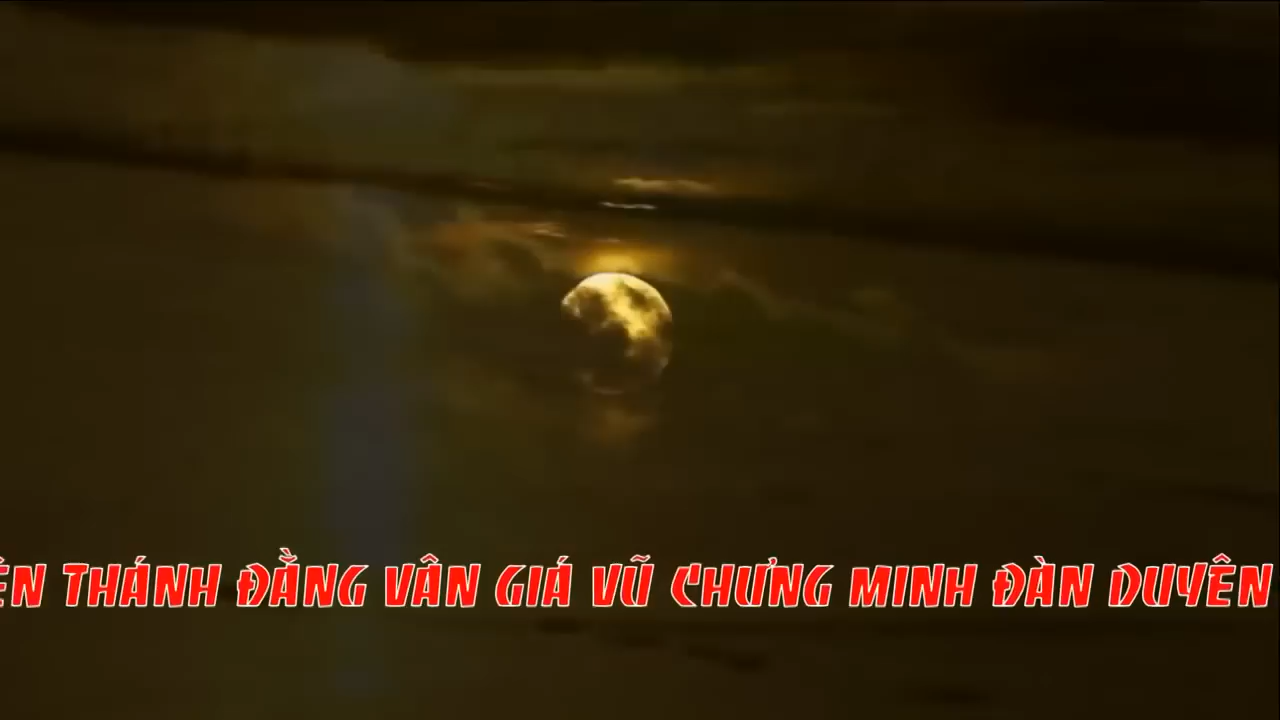 THÁNH ĐẰNG VÂN GIÁ VŨ CHƯNG MINH ĐÀN DUYÊN